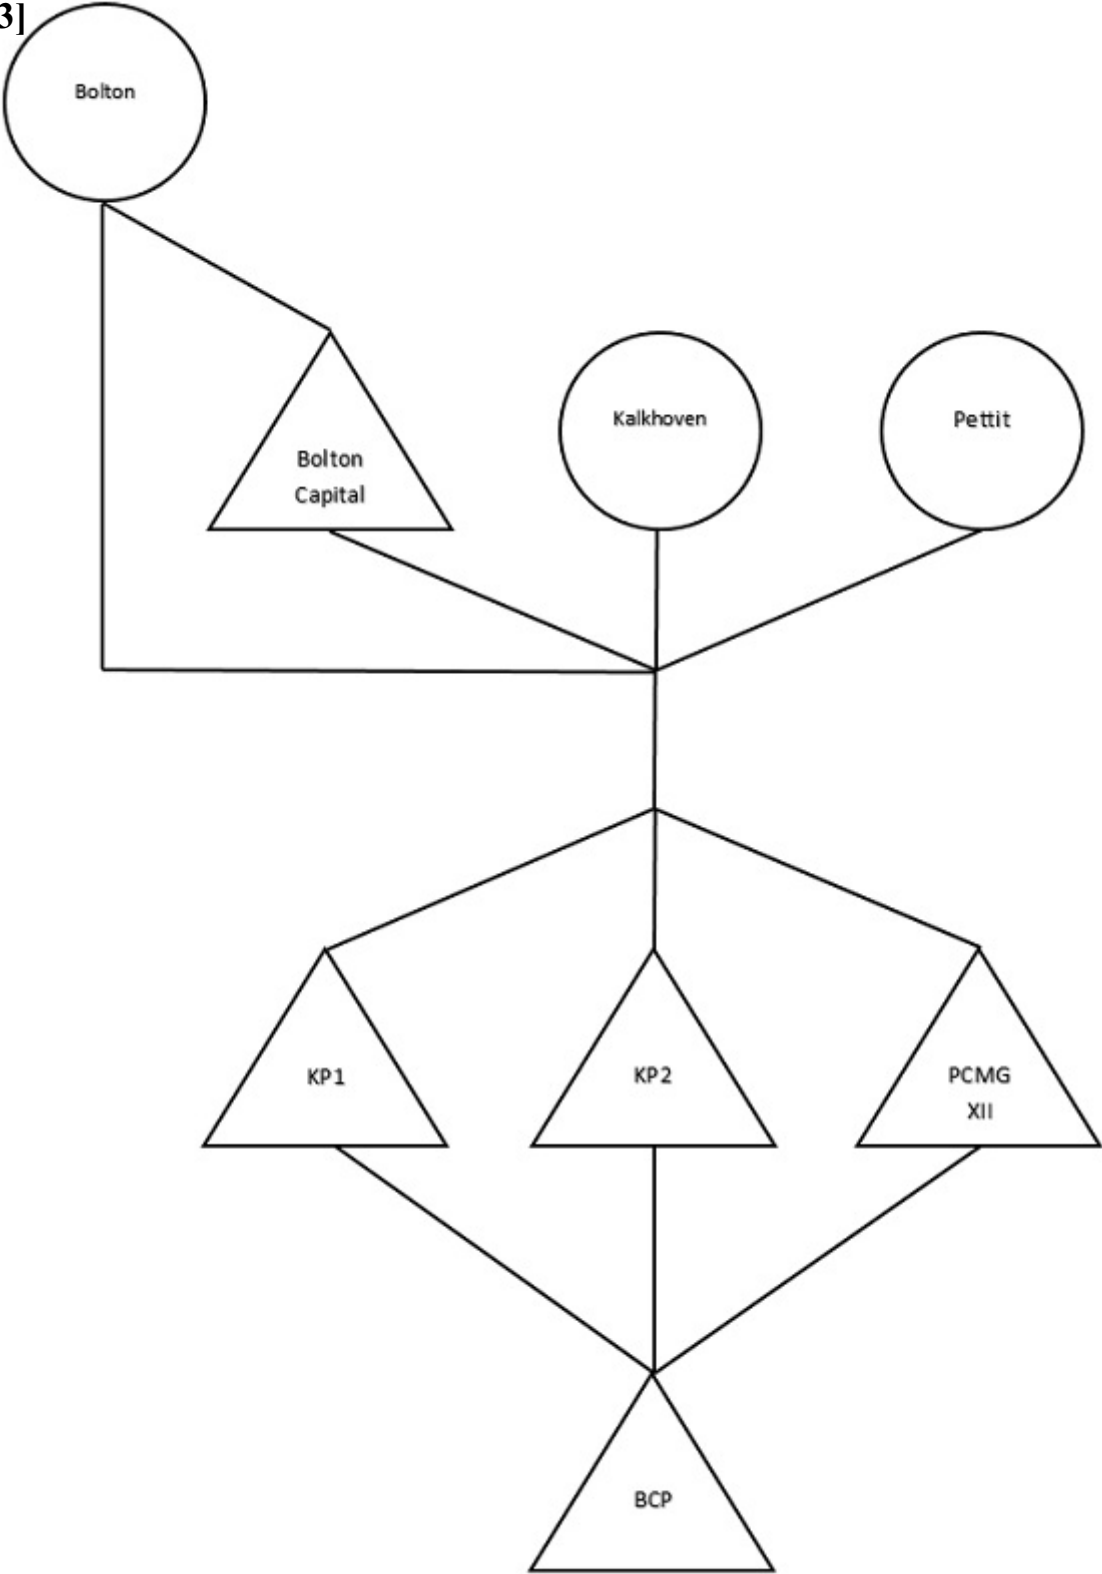 3]
Bolton
Bolton
Capital
Kalkhoven
Pettit
KP1
KP2
PCMG
XII
BCP